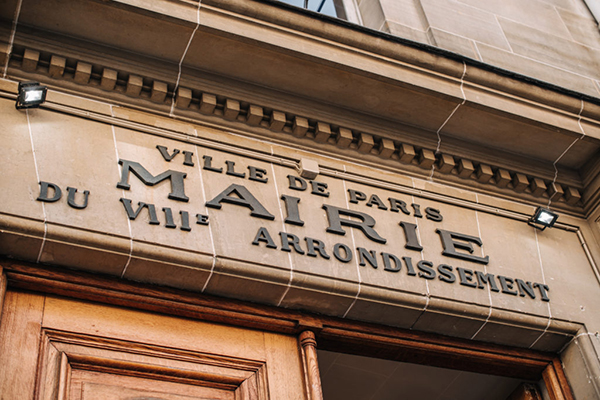 VILLE DE PARIS
MAIRIE
DU VIIIᴱ ARRONDISSEMENT